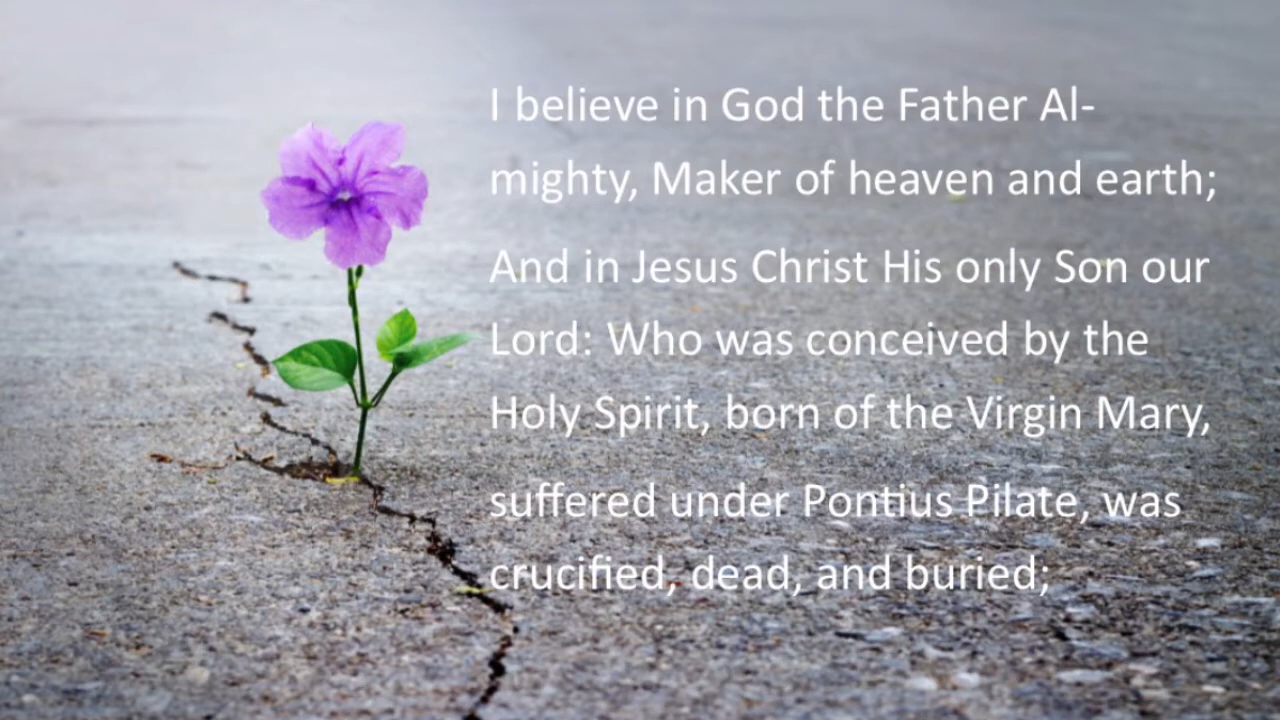 I believe in God the Father Al-
mighty, Maker of heaven and earth;
And in Jesus Christ His only Son our
Lord: Who was conceived by the
Holy Spirit, born of the Virgin Mary,
suffered under Pontius Pilate, was
crucified, dead, and buried;